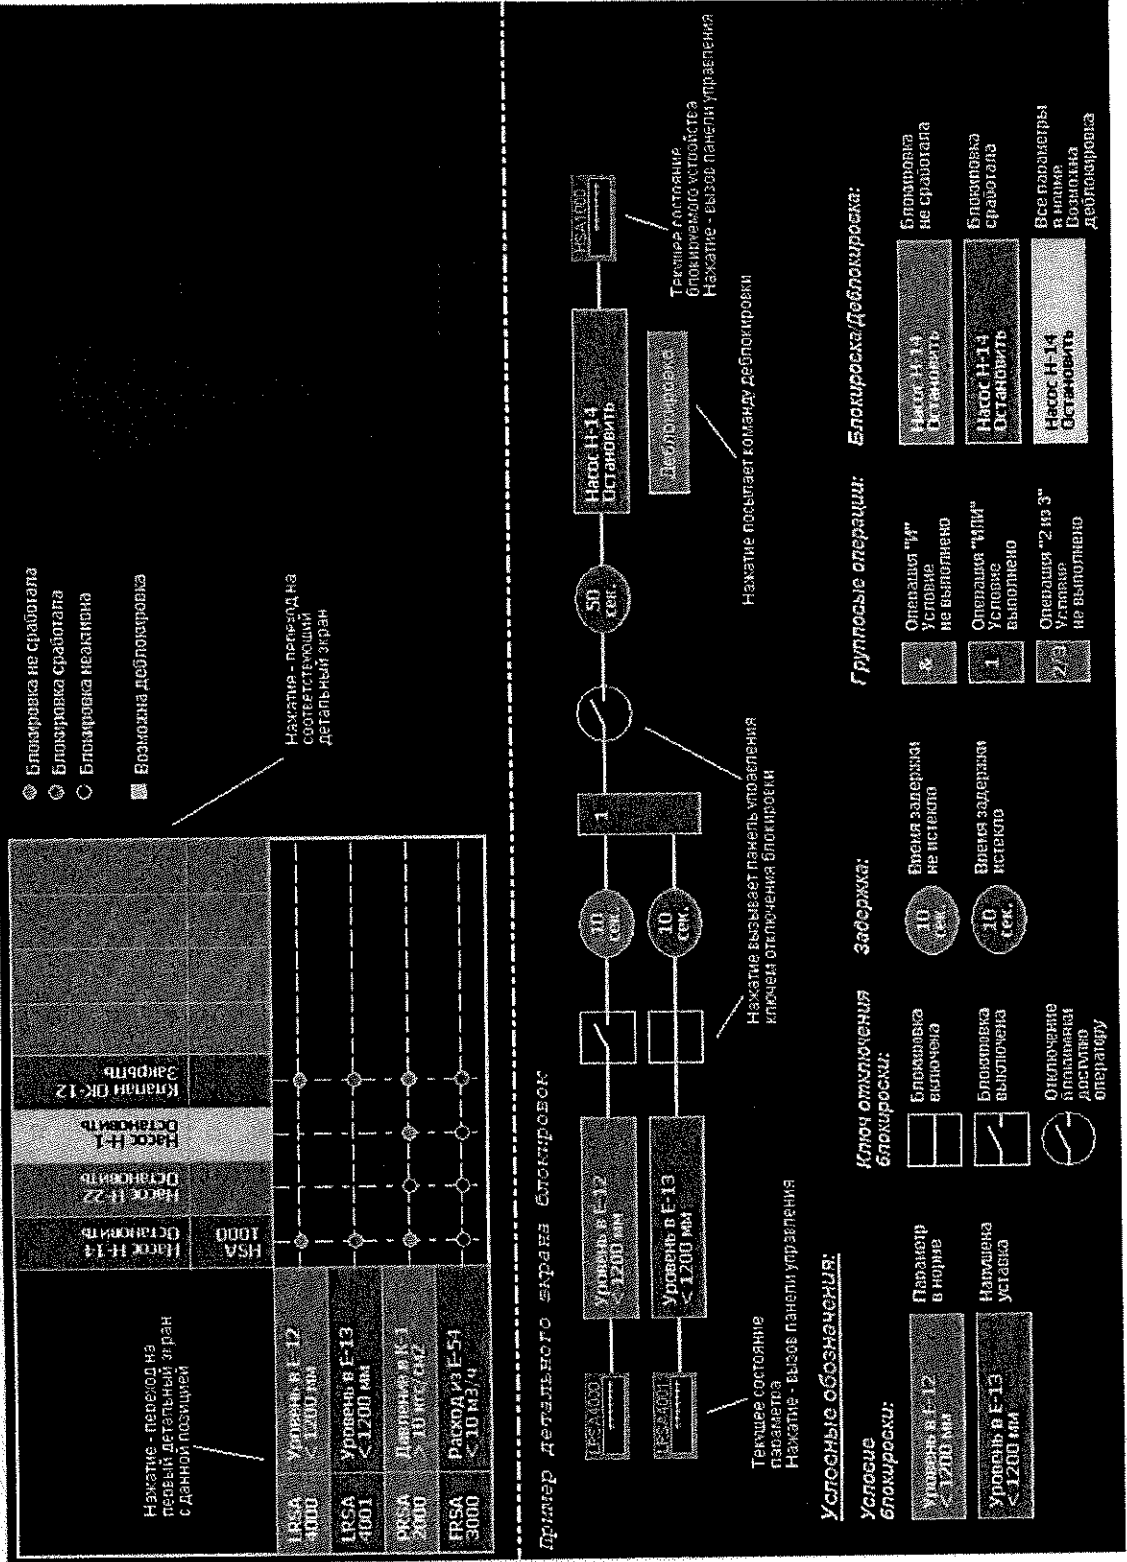 Нажатие - переход на
первый детальный экран
с данной позицией
Насос Н-14
Остановить
Насос Н-22
Остановить
Насос Н-1
Остановить
Клапан ОК-12
Закрыть
HSA
1000
LRSA
4000
Уровень в Е-12
< 1200 мм
LRSA
4001
Уровень в Е-13
< 1200 мм
PRSA
2000
Давление в К-1
> 10 кгс/см2
FRSA
3000
Расход из Е-54
< 10 м3/ч
Блокировка не сработала
Блокировка сработала
Блокировка неактивна
Возможна деблокировка
Нажатие - переход на
соответствующий
детальный экран
Пример детального экрана блокировок
LRSA4000
Уровень в Е-12
< 1200 мм
10
сек.
LRSA4001
Уровень в Е-13
< 1200 мм
10
сек.
1
50
сек.
Насос Н-14
Остановить
HSA1000
Деблокировка
Текущее состояние
параметра
Нажатие - вызов панели управления
Нажатие вызывает панель управления
ключем отключения блокировки
Нажатие посылает команду деблокировки
Текущее состояние
блокируемого устройства
Нажатие - вызов панели управления
Условные обозначения:
Условие
блокировки:
Уровень в Е-12
< 1200 мм
Параметр
в норме
Уровень в Е-13
< 1200 мм
Нарушена
уставка
Ключ отключения
блокировки:
Блокировка
включена
Блокировка
выключена
Отключение
блокировки
доступно
оператору
Задержка:
10
сек.
Время задержки
не истекло
10
сек.
Время задержки
истекло
Групповые операции:
&
Операция "И"
Условие
не выполнено
1
Операция "ИЛИ"
Условие
выполнено
2/3
Операция "2 из 3"
Условие
не выполнено
Блокировка/Деблокировка:
Насос Н-14
Остановить
Блокировка
не сработала
Насос Н-14
Остановить
Блокировка
сработала
Насос Н-14
Остановить
Все параметры
в норме
Возможна
деблокировка